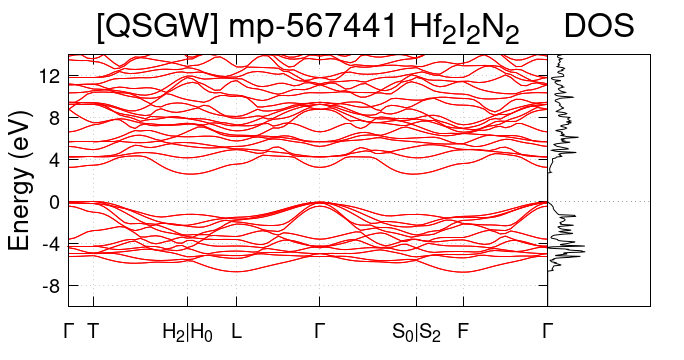 [QSGW] mp-567441 Hf₂I₂N₂ DOS
Energy (eV)
12
8
4
0
-4
-8
Γ T H₂|H₀ L Γ S₀|S₂ F Γ